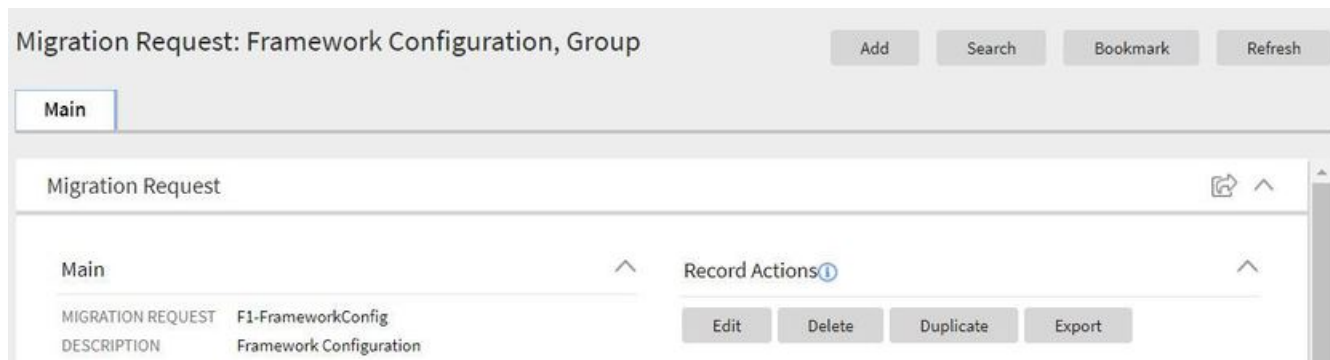 Migration Request: Framework Configuration, Group
Add Search Bookmark Refresh
Main
Migration Request
Main
MIGRATION REQUEST F1-FrameworkConfig
DESCRIPTION Framework Configuration
Record Actions
Edit Delete Duplicate Export